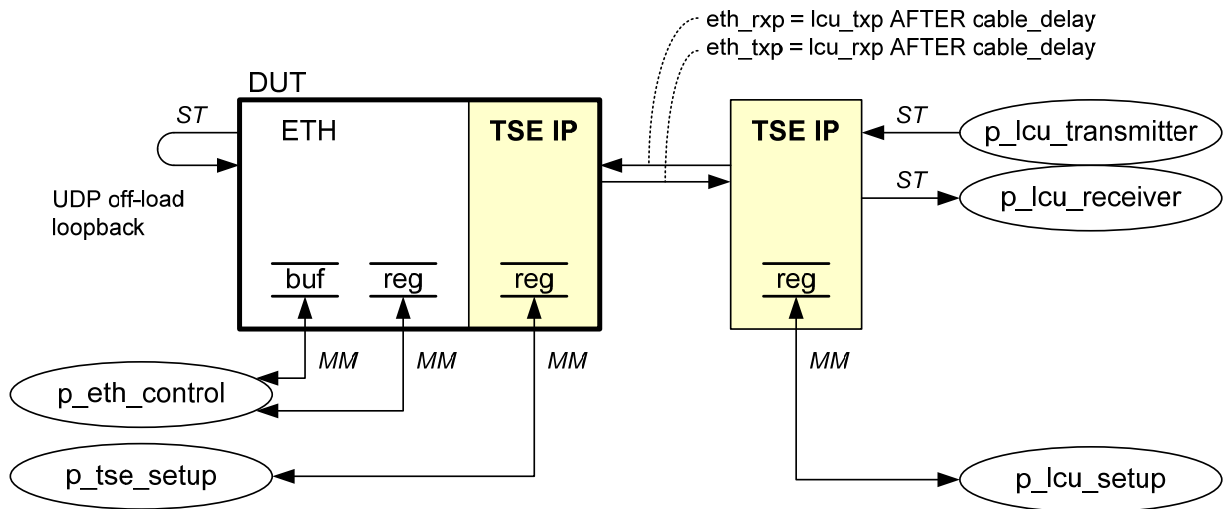 eth_rxp = lcu_txp AFTER cable_delay
eth_txp = lcu_rxp AFTER cable_delay
DUT
ST
ETH
TSE IP
TSE IP
ST
p_lcu_transmitter
ST
p_lcu_receiver
UDP off-load
loopback
buf
reg
reg
reg
MM
MM
MM
MM
p_eth_control
p_tse_setup
p_lcu_setup